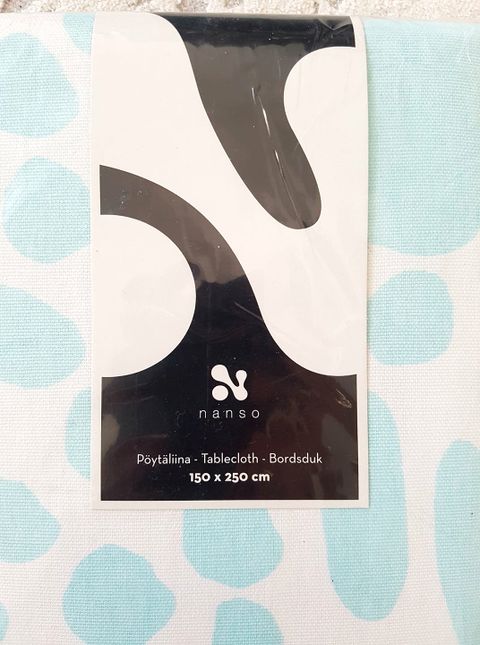 nanso
Pöytäliina - Tablecloth - Bordsduk
150 x 250 cm